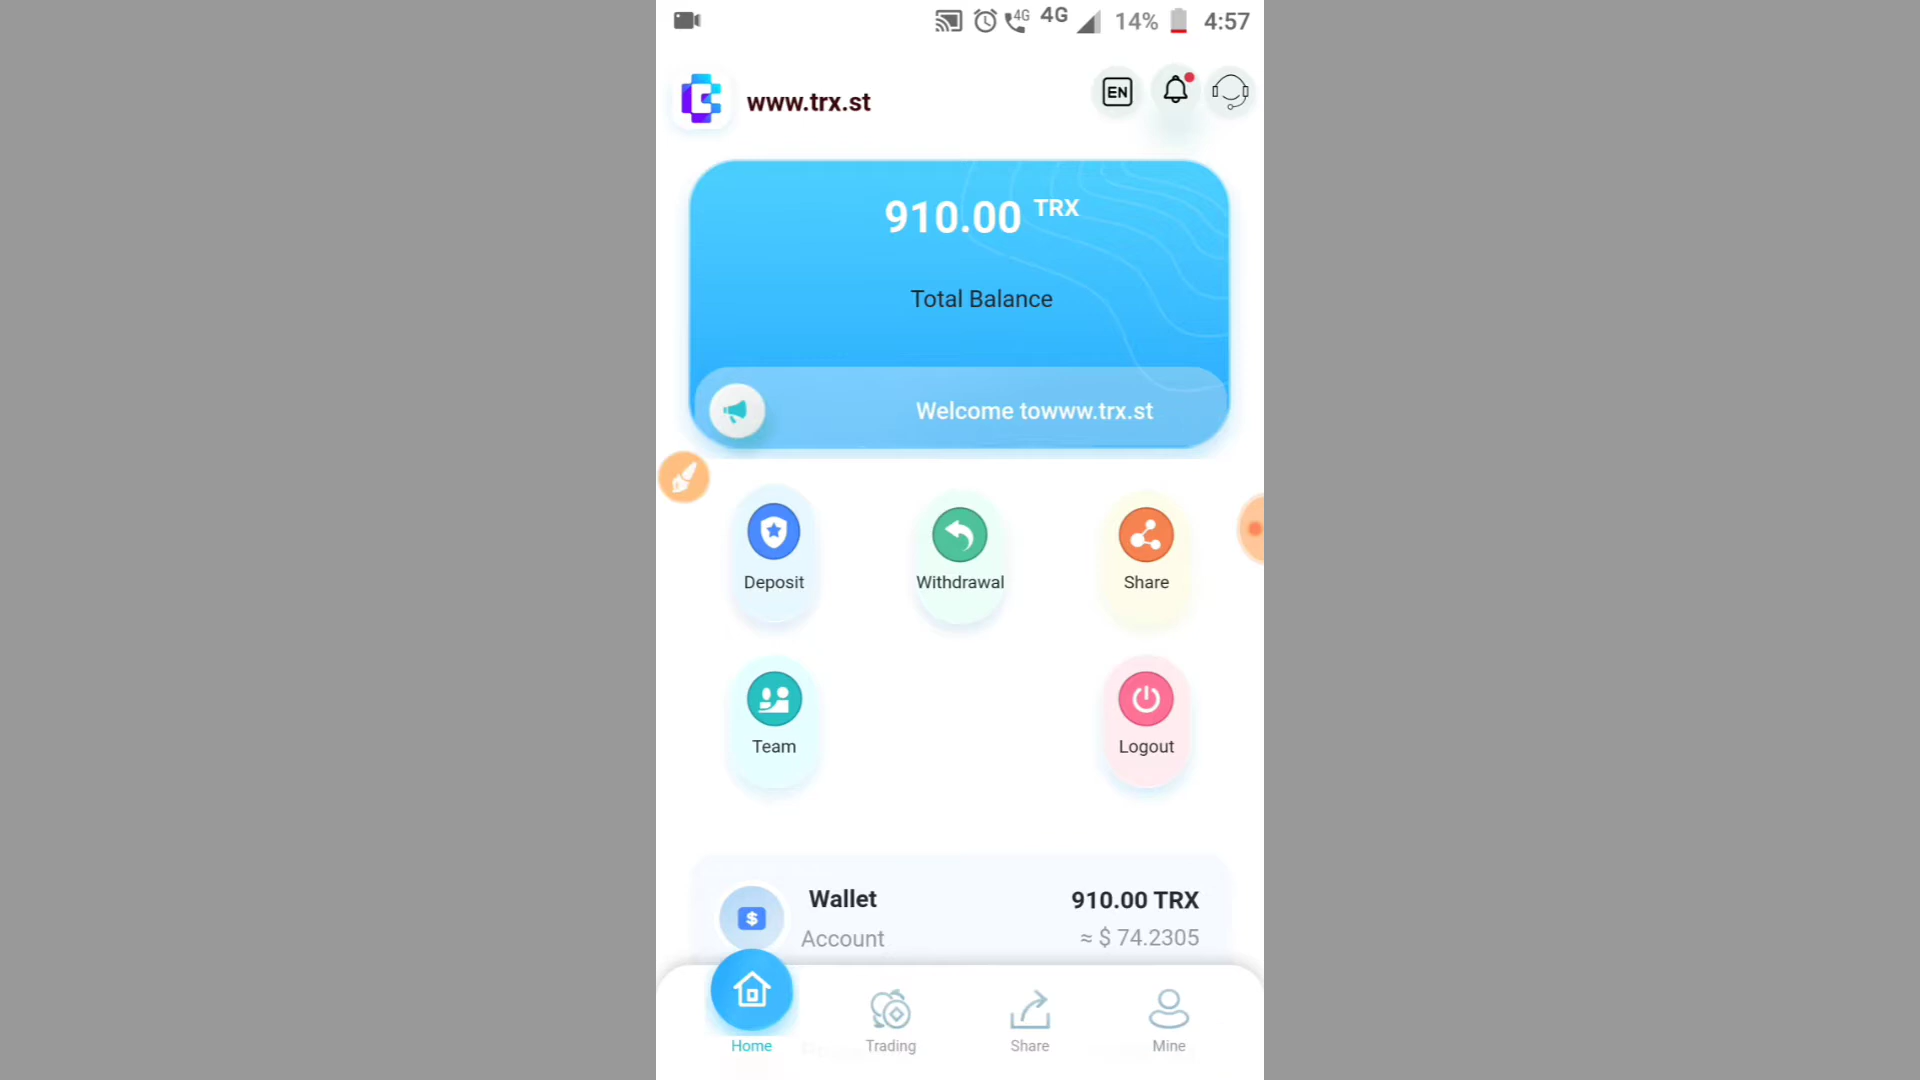 4G 4G 14% 4:57
www.trx.st
EN
910.00 TRX
Total Balance
Welcome towww.trx.st
Deposit
Withdrawal
Share
Team
Logout
Wallet
910.00 TRX
Account
≈ $ 74.2305
Home
Trading
Share
Mine